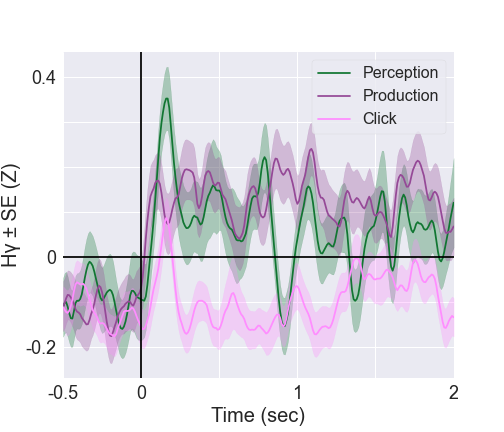 Perception
Production
Click
0.4
0
-0.2
Hγ ± SE (Z)
-0.5
0
1
2
Time (sec)